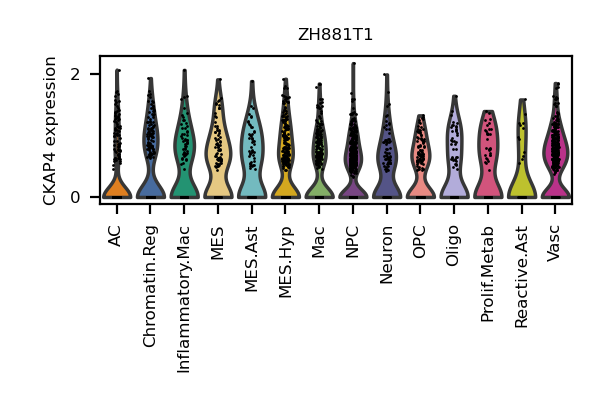 ZH881T1
CKAP4 expression
2
0
AC
Chromatin.Reg
Inflammatory.Mac
MES
MES.Ast
MES.Hyp
Mac
NPC
Neuron
OPC
Oligo
Prolif.Metab
Reactive.Ast
Vasc